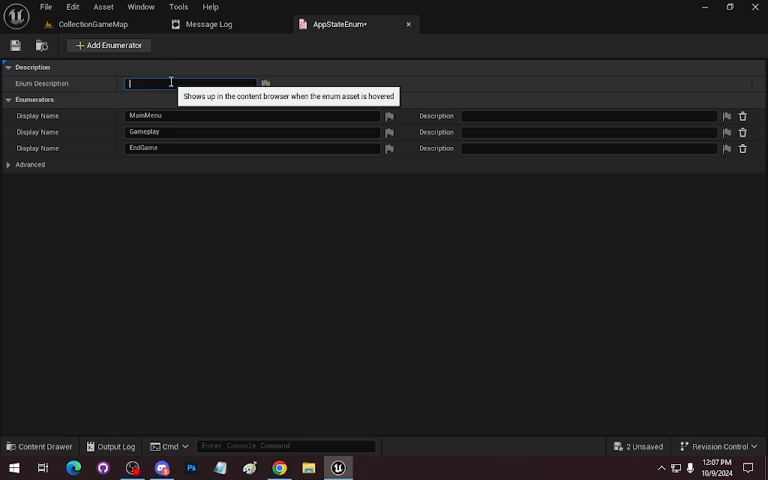 File Edit Asset Window Tools Help
CollectionGameMap Message Log AppStateEnum*
Add Enumerator
Description
Enum Description
Shows up in the content browser when the enum asset is hovered
Enumerators
Display Name MainMenu Description
Display Name Gameplay Description
Display Name EndGame Description
Advanced
Content Drawer Output Log Cmd Enter Console Command 2 Unsaved Revision Control
12:07 PM
10/9/2024